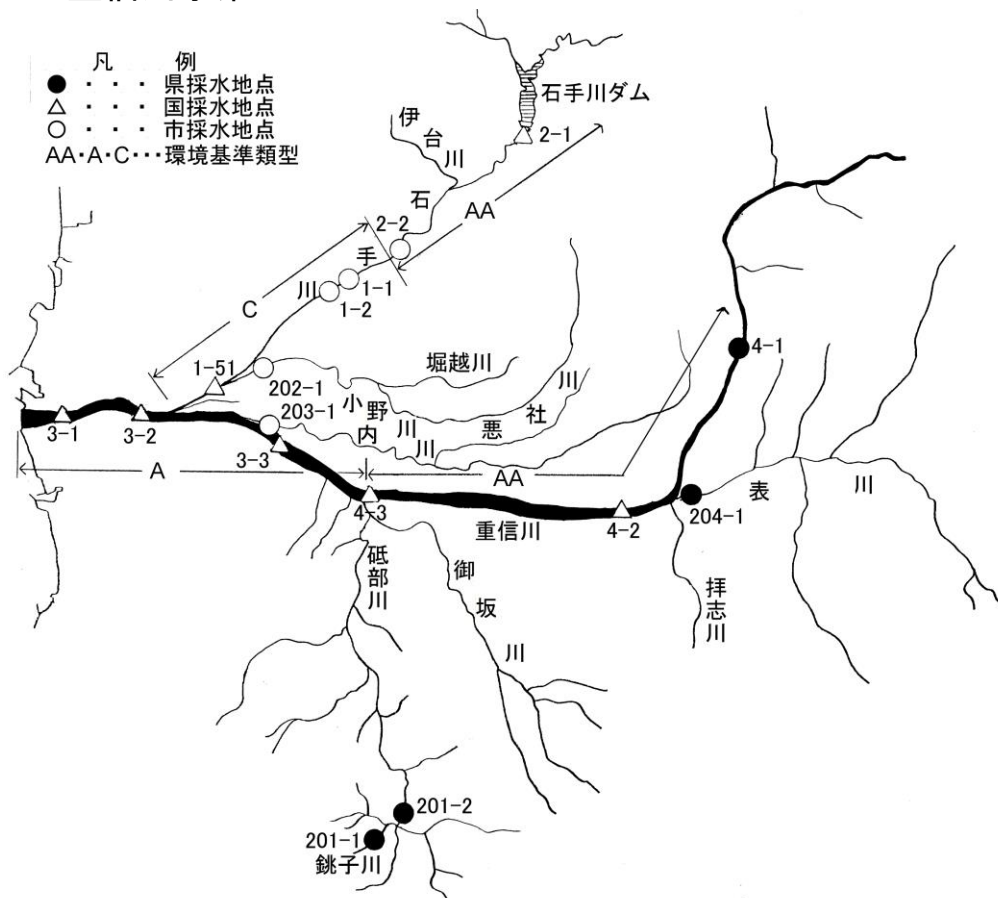 凡 例
●・・・県採水地点
△・・・国採水地点
○・・・市採水地点
AA・A・C・・・環境基準類型
石手川ダム
2-1
伊台川
石手川
AA
2-2
1-1
1-2
C
1-51
202-1
堀越川
小野川
203-1
内川
悪社川
4-1
3-1
3-2
3-3
A
AA
4-3
重信川
4-2
204-1
表川
砥部川
御坂川
拝志川
201-2
201-1
銚子川